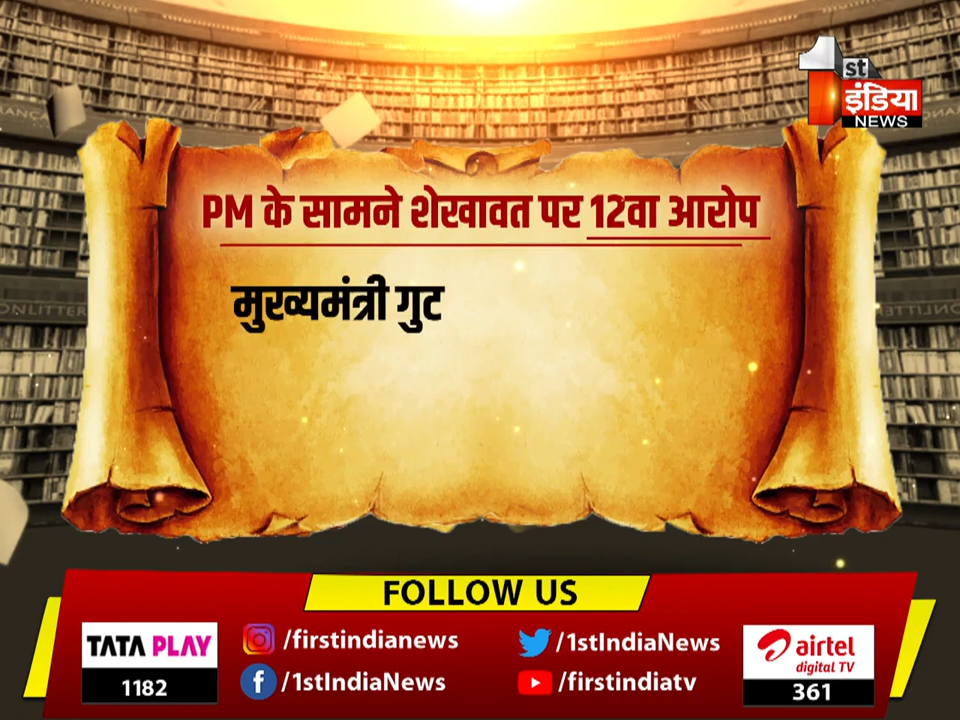 1st
इंडिया
NEWS
PM के सामने शेखावत पर 12वा आरोप
मुख्यमंत्री गुट
ONLITTER
FOLLOW US
TATA PLAY
1182
/firstindianews
/1stIndiaNews
/1stIndiaNews
/firstindiatv
airtel
digital TV
361